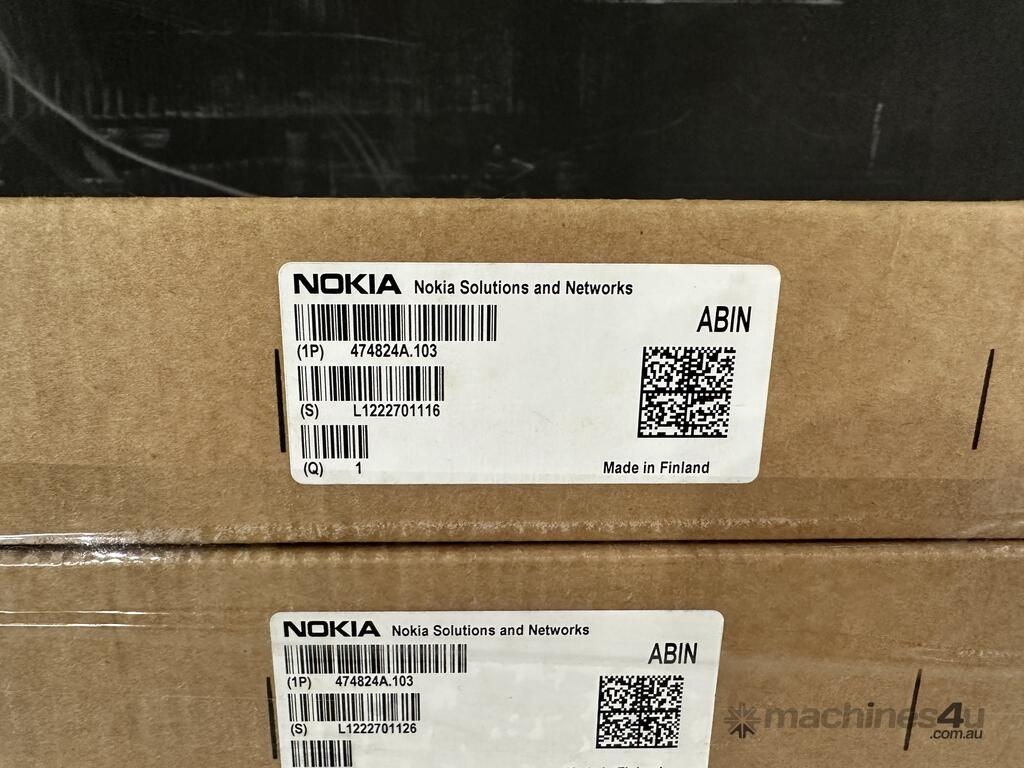 NOKIA Nokia Solutions and Networks
ABIN
(1P) 474824A.103
(S) L1222701116
(Q) 1
Made in Finland
NOKIA Nokia Solutions and Networks
ABIN
(1P) 474824A.103
(S) L1222701126
machines4u
.com.au